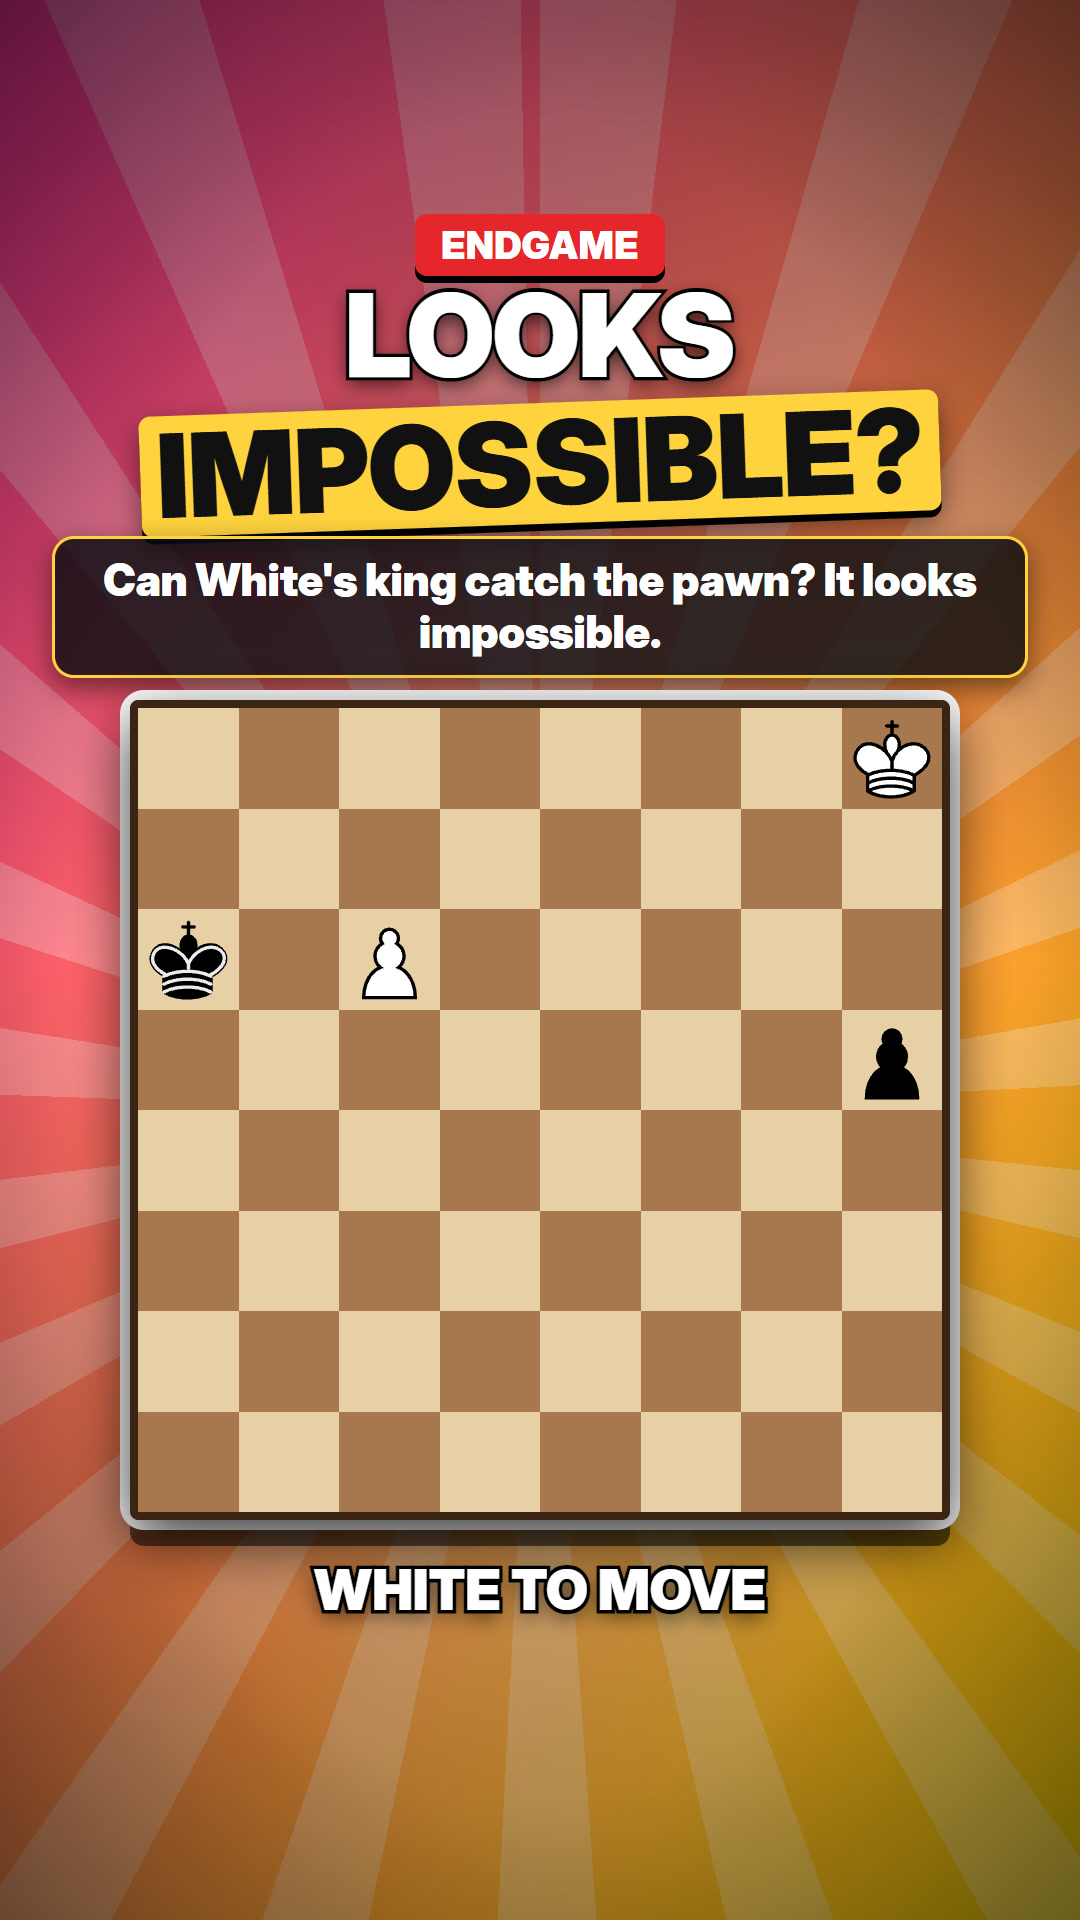 ENDGAME
LOOKS
IMPOSSIBLE?
Can White's king catch the pawn? It looks
impossible.
WHITE TO MOVE